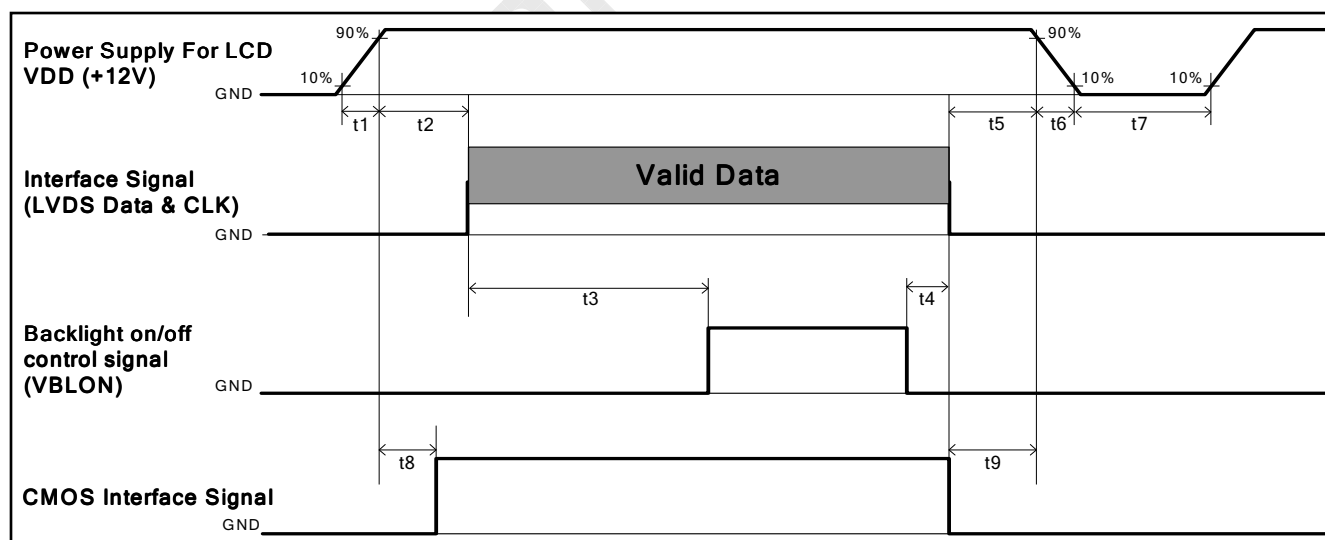 Power Supply For LCD
VDD (+12V)
90%
90%
10%
10%
10%
GND
t1
t2
t5
t6
t7
Interface Signal
(LVDS Data & CLK)
Valid Data
GND
t3
t4
Backlight on/off
control signal
(VBLON)
GND
t8
t9
CMOS Interface Signal
GND